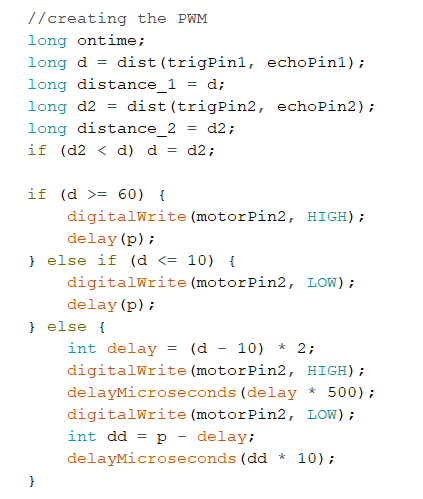 //creating the PWM
long ontime;
long d = dist(trigPin1, echoPin1);
long distance_1 = d;
long d2 = dist(trigPin2, echoPin2);
long distance_2 = d2;
if (d2 < d) d = d2;

if (d >= 60) {
    digitalWrite(motorPin2, HIGH);
    delay(p);
} else if (d <= 10) {
    digitalWrite(motorPin2, LOW);
    delay(p);
} else {
    int delay = (d - 10) * 2;
    digitalWrite(motorPin2, HIGH);
    delayMicroseconds(delay * 500);
    digitalWrite(motorPin2, LOW);
    int dd = p - delay;
    delayMicroseconds(dd * 10);
}